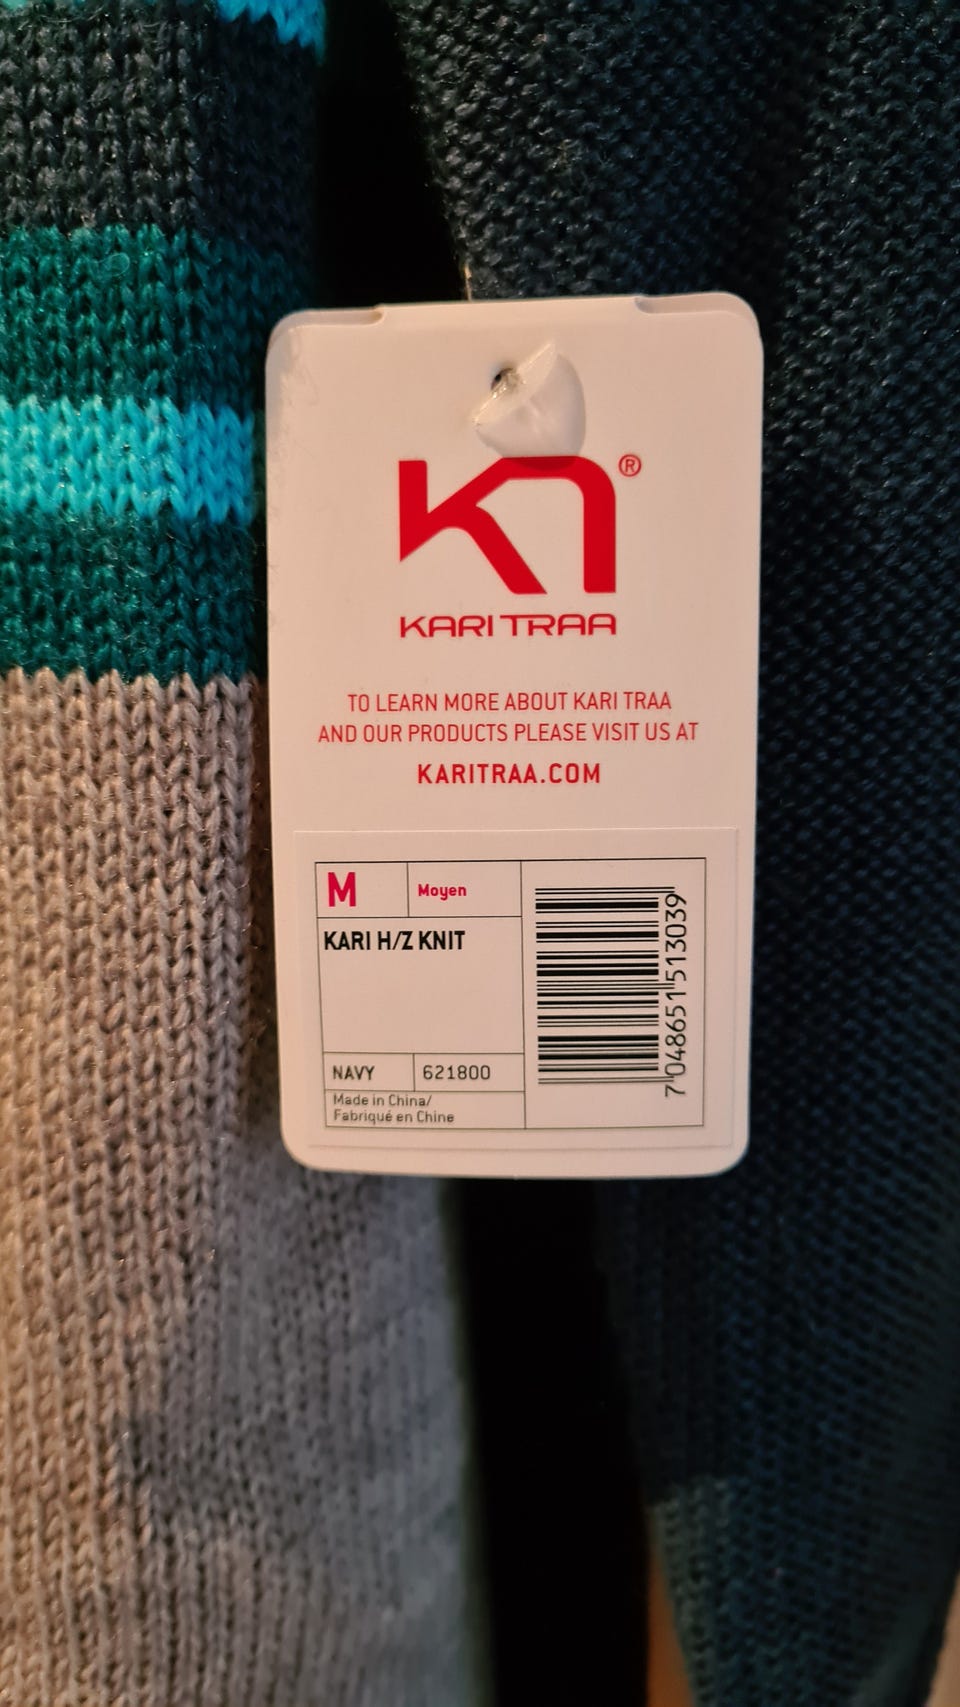 ®
KARI TRAA
TO LEARN MORE ABOUT KARI TRAA
AND OUR PRODUCTS PLEASE VISIT US AT
KARITRAA.COM
M
Moyen
KARI H/Z KNIT
NAVY
621800
Made in China/
Fabriqué en Chine
7 048651 513039